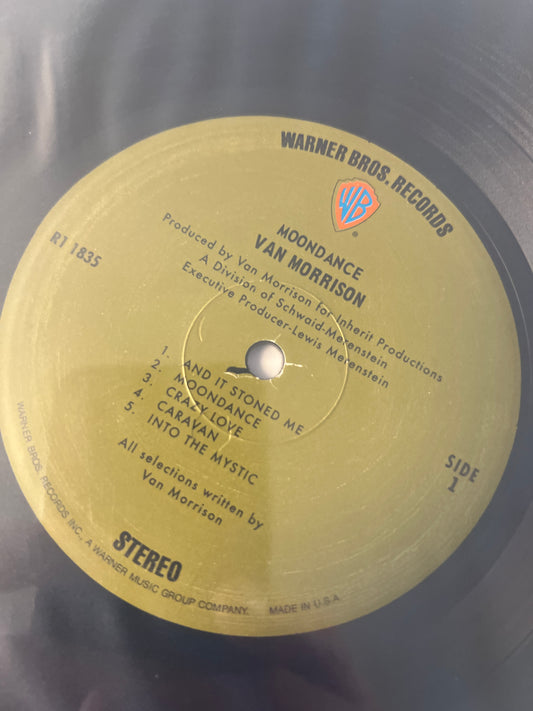 WARNER BROS. RECORDS
WB
®
MOONDANCE
VAN MORRISON
R1 1835
Produced by Van Morrison for Inherit Productions
A Division of Schwaid-Merenstein
Executive Producer-Lewis Merenstein
1. AND IT STONED ME
2. MOONDANCE
3. CRAZY LOVE
4. CARAVAN
5. INTO THE MYSTIC
SIDE
1
All selections written by
Van Morrison
STEREO
WARNER BROS. RECORDS INC., A WARNER MUSIC GROUP COMPANY. MADE IN U.S.A.